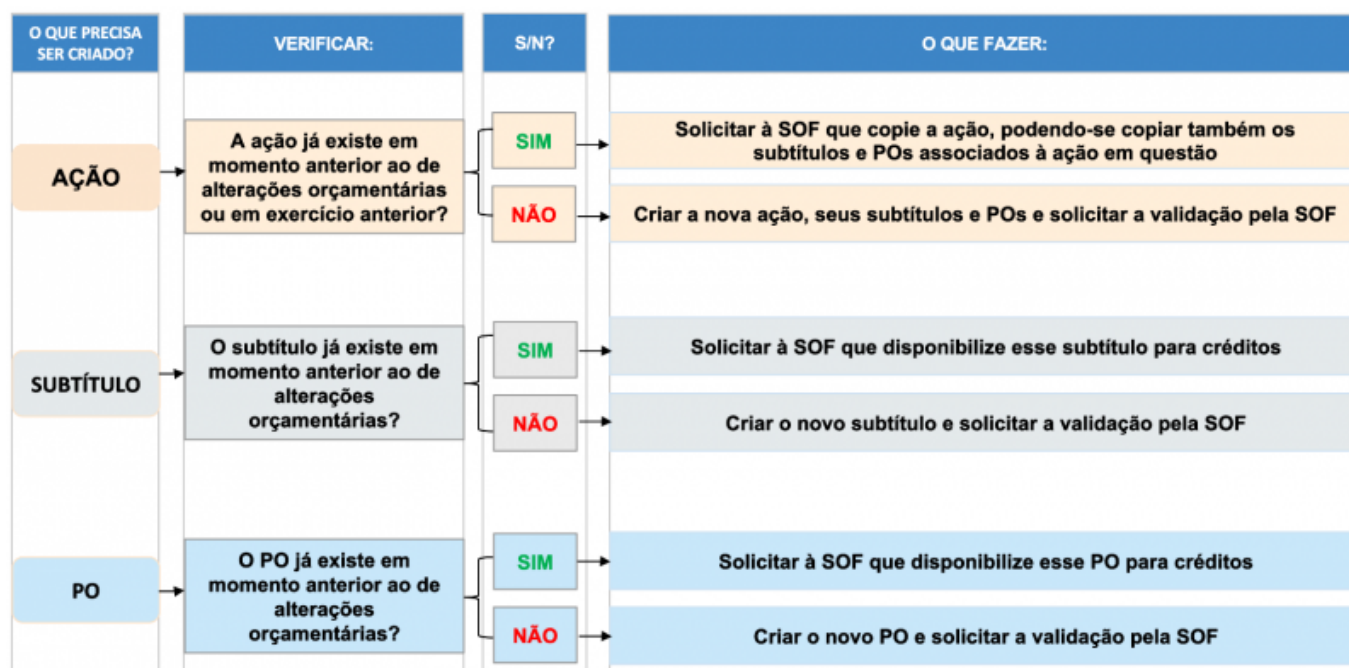 O QUE PRECISA
SER CRIADO?
VERIFICAR:
S/N?
O QUE FAZER:
AÇÃO
A ação já existe em
momento anterior ao de
alterações orçamentárias
ou em exercício anterior?
SIM
Solicitar à SOF que copie a ação, podendo-se copiar também os
subtítulos e POs associados à ação em questão
NÃO
Criar a nova ação, seus subtítulos e POs e solicitar a validação pela SOF
SUBTÍTULO
O subtítulo já existe em
momento anterior ao de
alterações
orçamentárias?
SIM
Solicitar à SOF que disponibilize esse subtítulo para créditos
NÃO
Criar o novo subtítulo e solicitar a validação pela SOF
PO
O PO já existe em
momento anterior ao de
alterações
orçamentárias?
SIM
Solicitar à SOF que disponibilize esse PO para créditos
NÃO
Criar o novo PO e solicitar a validação pela SOF